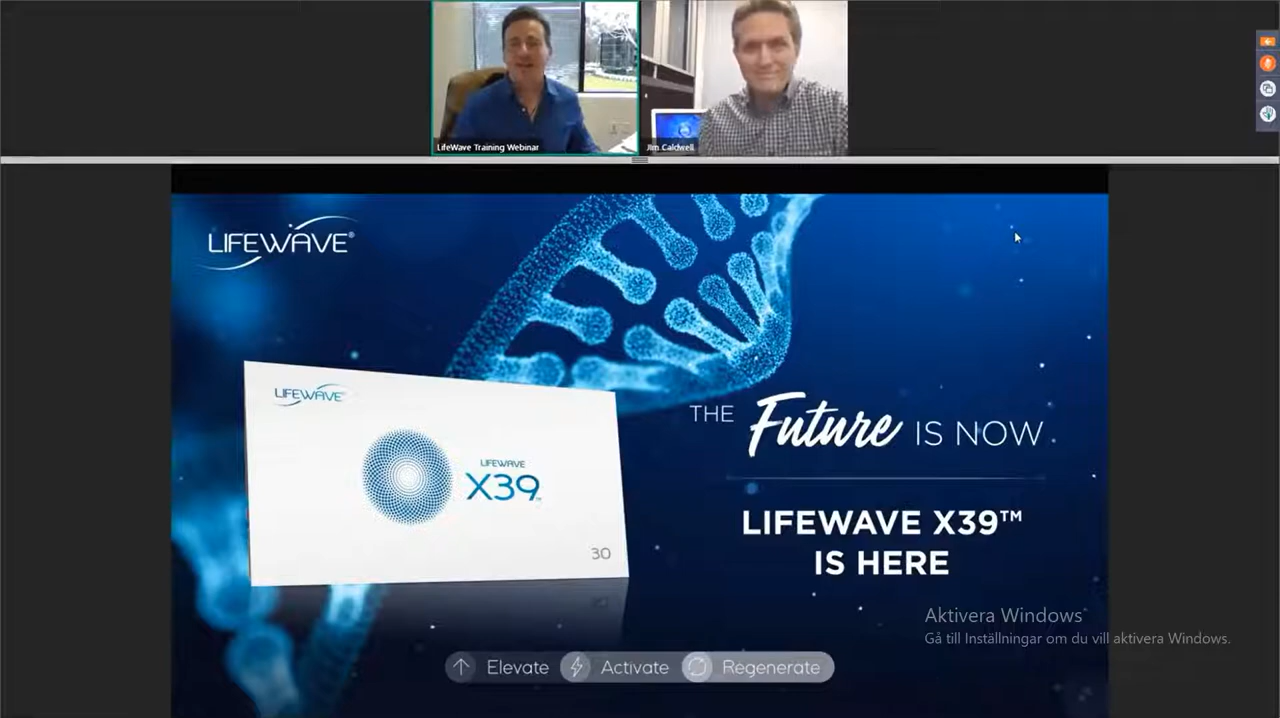 LifeWave Training Webinar
Jim Caldwell
LIFEWAVE®
LIFEWAVE
LIFEWAVE
X39™
30
THE Future IS NOW
LIFEWAVE X39™
IS HERE
Aktivera Windows
Gå till Inställningar om du vill aktivera Windows.
Elevate Activate Regenerate